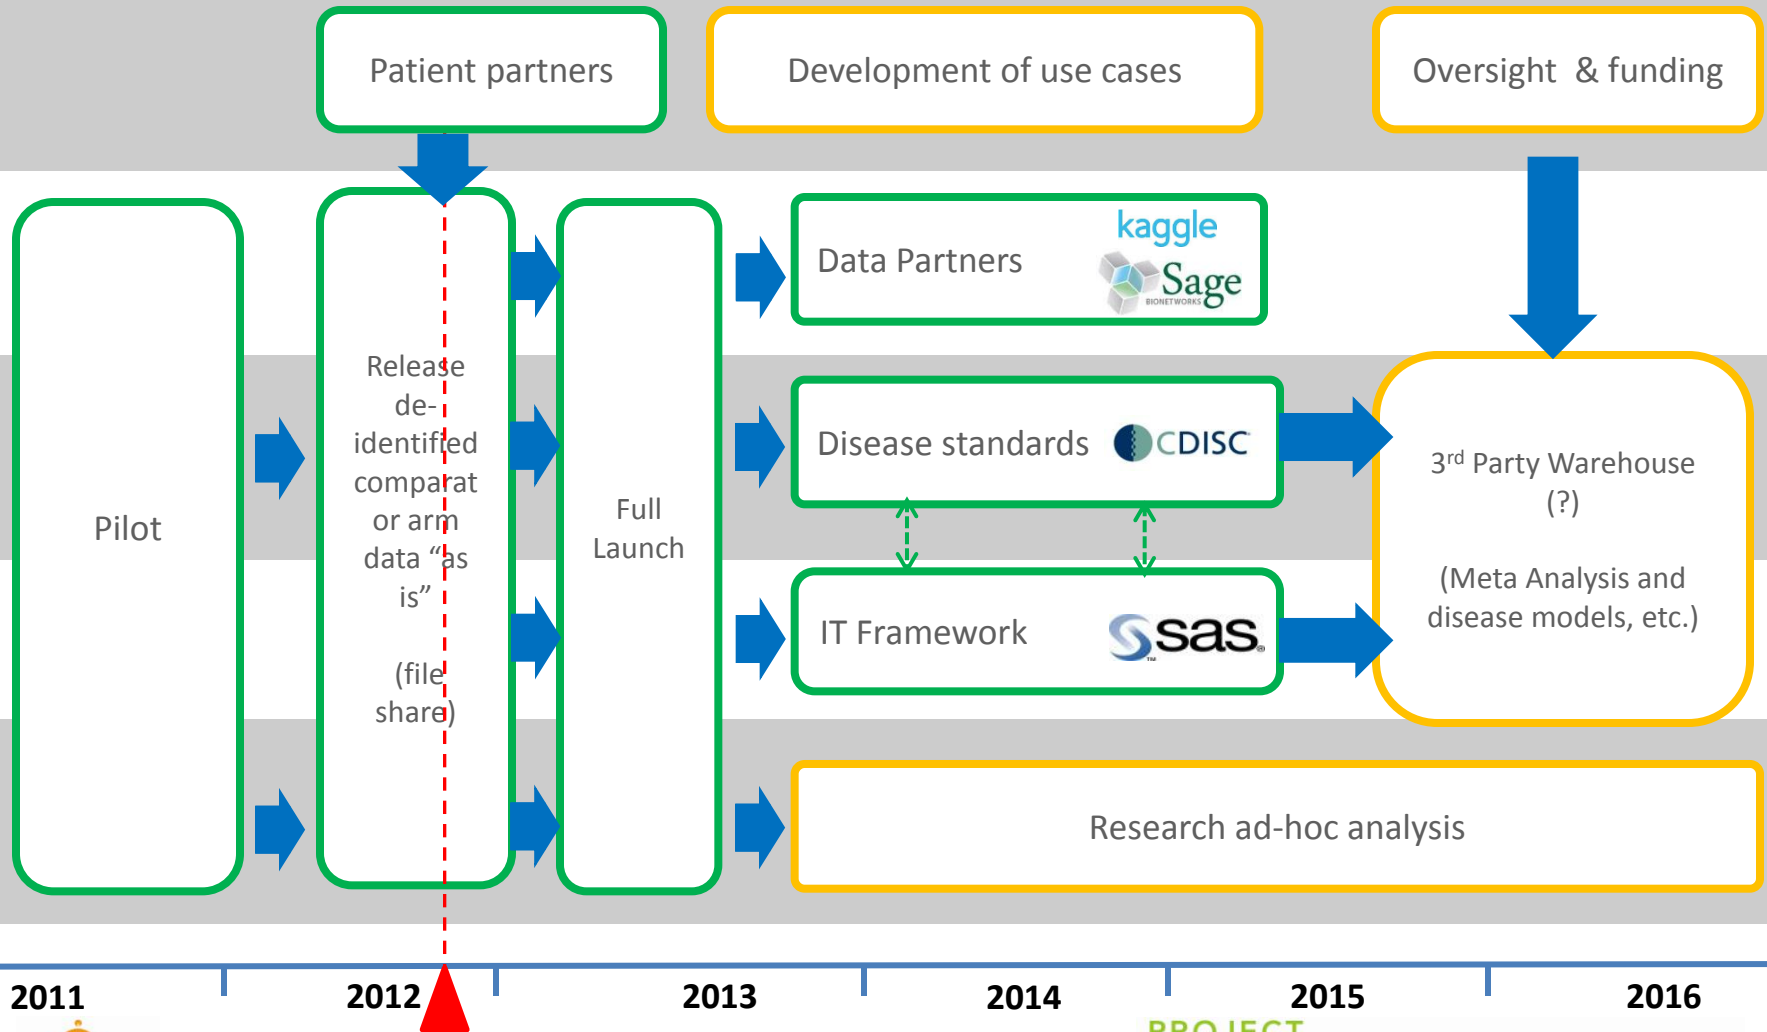 Patient partners
Development of use cases
Oversight & funding
Pilot
Release
de-
identified
comparat
or arm
data “as
is”
(file
share)
Full
Launch
Data Partners
kaggle
Sage
BIONETWORKS
Disease standards
CDISC
IT Framework
sas
3rd Party Warehouse
(?)
(Meta Analysis and
disease models, etc.)
Research ad-hoc analysis
2011
2012
2013
2014
2015
2016
PROJECT